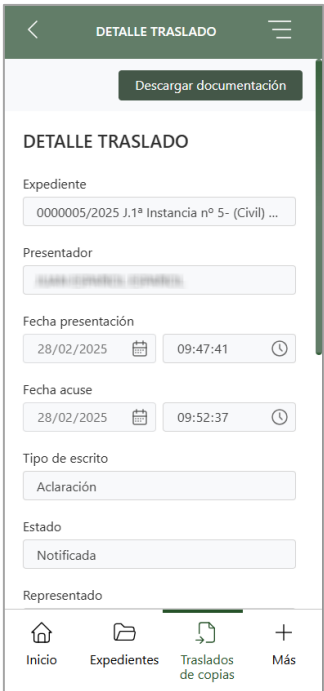 DETALLE TRASLADO
Descargar documentación
DETALLE TRASLADO
Expediente
0000005/2025 J.1ª Instancia nº 5- (Civil) ...
Presentador
Fecha presentación
28/02/2025 09:47:41
Fecha acuse
28/02/2025 09:52:37
Tipo de escrito
Aclaración
Estado
Notificada
Representado
Inicio Expedientes Traslados de copias Más